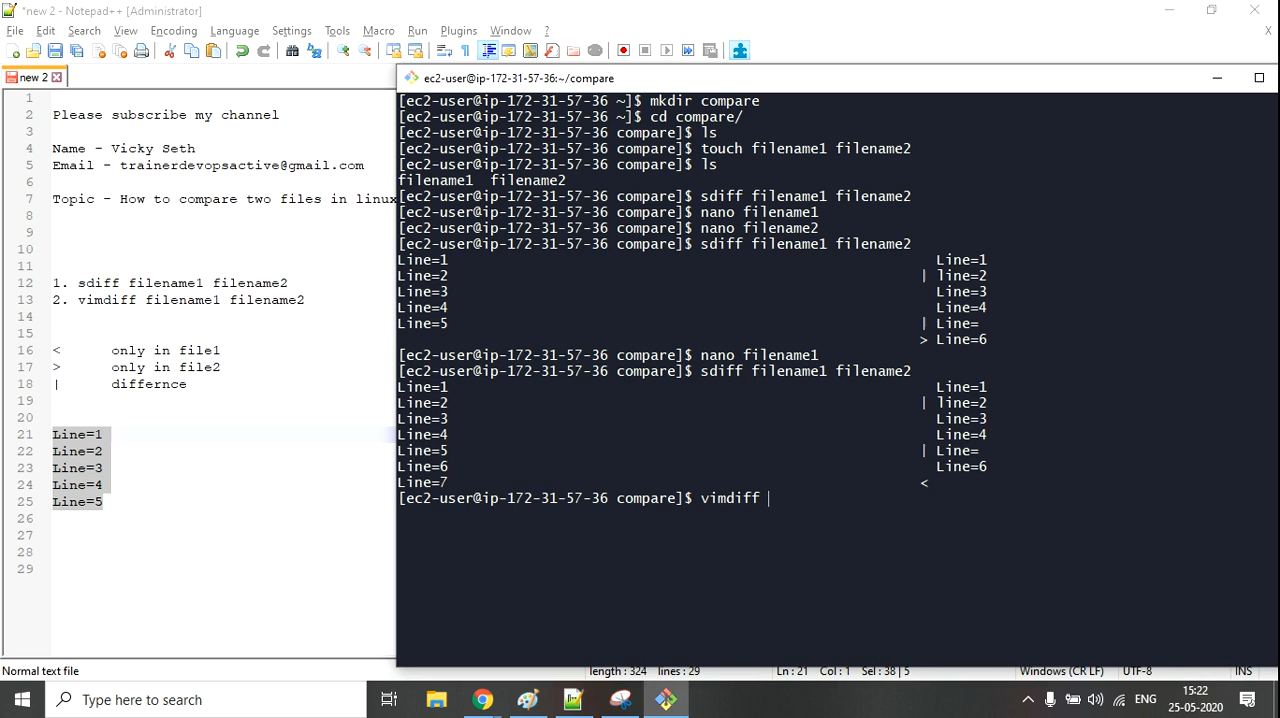 *new 2 - Notepad++ [Administrator]
File Edit Search View Encoding Language Settings Tools Macro Run Plugins Window ?
new 2
1
2 Please subscribe my channel
3
4 Name - Vicky Seth
5 Email - trainerdevopsactive@gmail.com
6
7 Topic - How to compare two files in linux
8
9
10
11
12 1. sdiff filename1 filename2
13 2. vimdiff filename1 filename2
14
15
16 < only in file1
17 > only in file2
18 | differnce
19
20
21 Line=1
22 Line=2
23 Line=3
24 Line=4
25 Line=5
26
27
28
29
ec2-user@ip-172-31-57-36:~/compare
[ec2-user@ip-172-31-57-36 ~]$ mkdir compare
[ec2-user@ip-172-31-57-36 ~]$ cd compare/
[ec2-user@ip-172-31-57-36 compare]$ ls
[ec2-user@ip-172-31-57-36 compare]$ touch filename1 filename2
[ec2-user@ip-172-31-57-36 compare]$ ls
filename1 filename2
[ec2-user@ip-172-31-57-36 compare]$ sdiff filename1 filename2
[ec2-user@ip-172-31-57-36 compare]$ nano filename1
[ec2-user@ip-172-31-57-36 compare]$ nano filename2
[ec2-user@ip-172-31-57-36 compare]$ sdiff filename1 filename2
Line=1 Line=1
Line=2 | line=2
Line=3 Line=3
Line=4 Line=4
Line=5 | Line=
> Line=6
[ec2-user@ip-172-31-57-36 compare]$ nano filename1
[ec2-user@ip-172-31-57-36 compare]$ sdiff filename1 filename2
Line=1 Line=1
Line=2 | line=2
Line=3 Line=3
Line=4 Line=4
Line=5 | Line=
Line=6 Line=6
Line=7 <
[ec2-user@ip-172-31-57-36 compare]$ vimdiff
Normal text file length : 324 lines : 29 Ln : 21 Col : 1 Sel : 38 | 5 Windows (CR LF) UTF-8 INS
Type here to search
ENG
15:22
25-05-2020